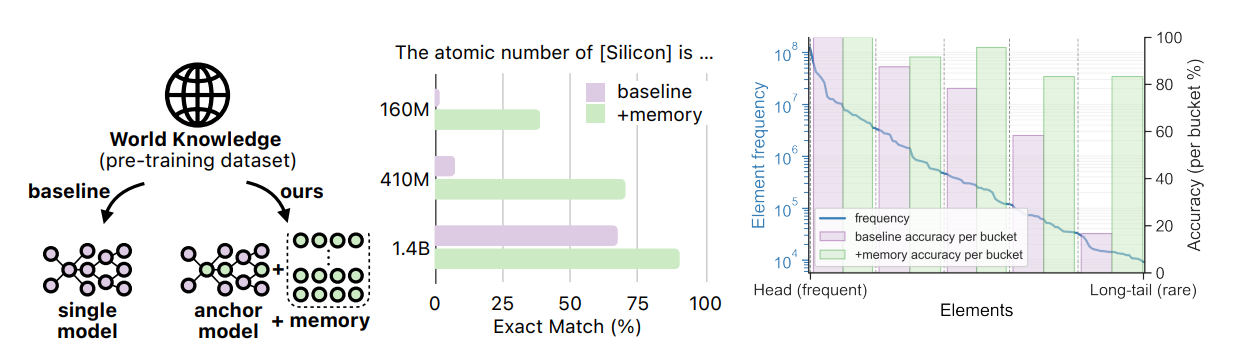 World Knowledge
(pre-training dataset)
baseline
ours
+
single
model
anchor
model
+ memory
The atomic number of [Silicon] is ...
baseline
+memory
160M
410M
1.4B
0 25 50 75 100
Exact Match (%)
Element frequency
10^8
10^7
10^6
10^5
10^4
frequency
baseline accuracy per bucket
+memory accuracy per bucket
100
80
60
40
20
0
Accuracy (per bucket %)
Head (frequent)
Long-tail (rare)
Elements